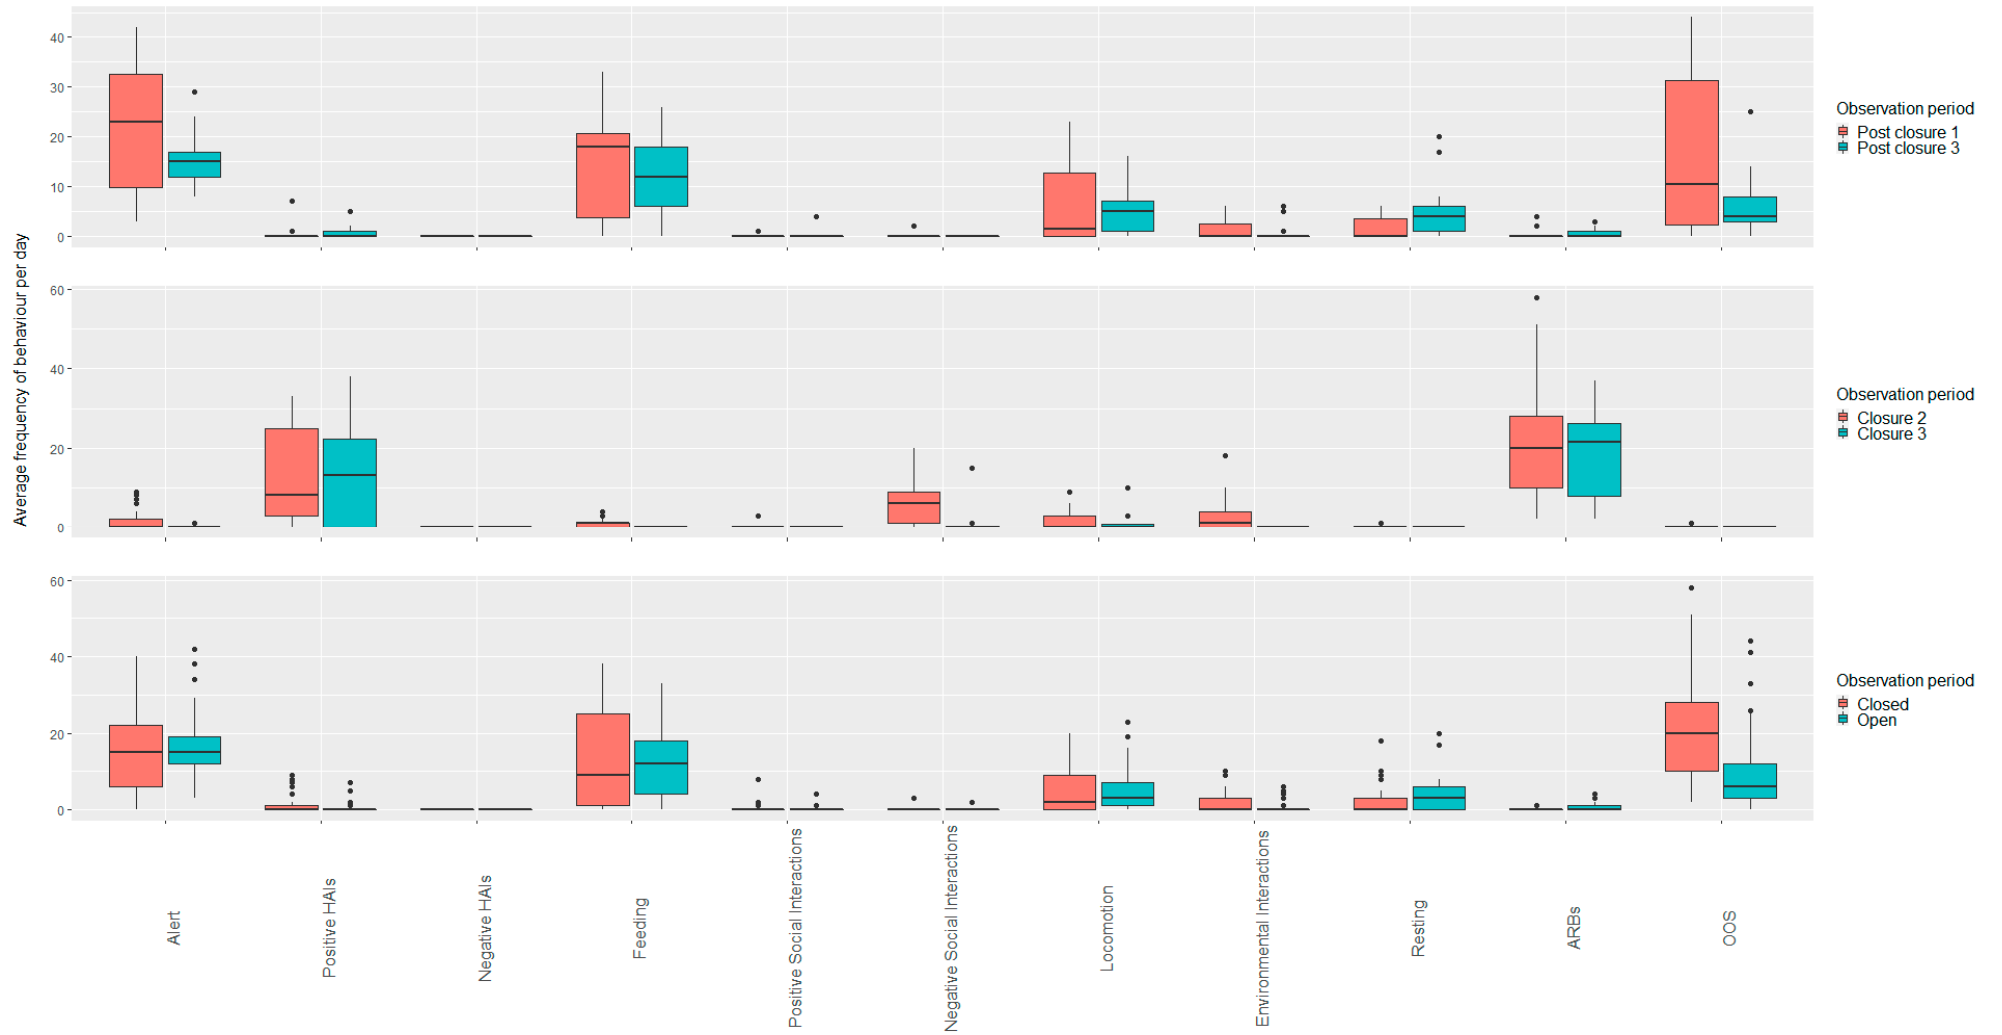 Average frequency of behaviour per day
40
30
20
10
0
Observation period
Post closure 1
Post closure 3
60
40
20
0
Observation period
Closure 2
Closure 3
60
40
20
0
Observation period
Closed
Open
Alert
Positive HAIs
Negative HAIs
Feeding
Positive Social Interactions
Negative Social Interactions
Locomotion
Environmental Interactions
Resting
ARBs
OOS